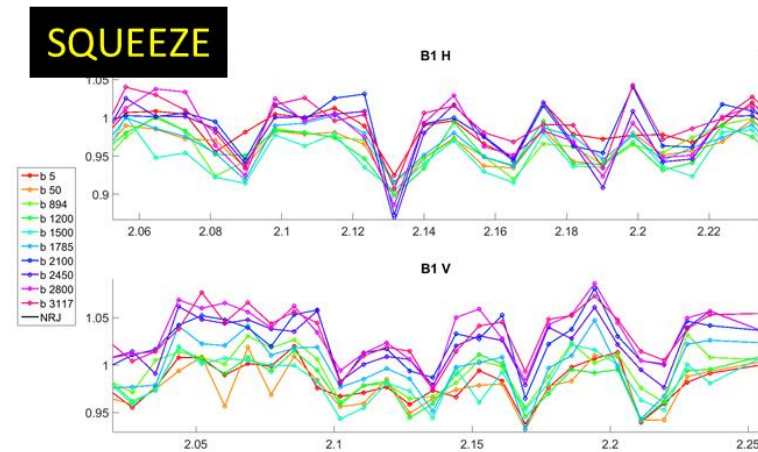 SQUEEZE
B1 H
1.05
1
0.95
0.9
2.06 2.08 2.1 2.12 2.14 2.16 2.18 2.2 2.22
b 5
b 50
b 894
b 1200
b 1500
b 1785
b 2100
b 2450
b 2800
b 3117
NRJ
B1 V
1.05
1
0.95
2.05 2.1 2.15 2.2 2.25